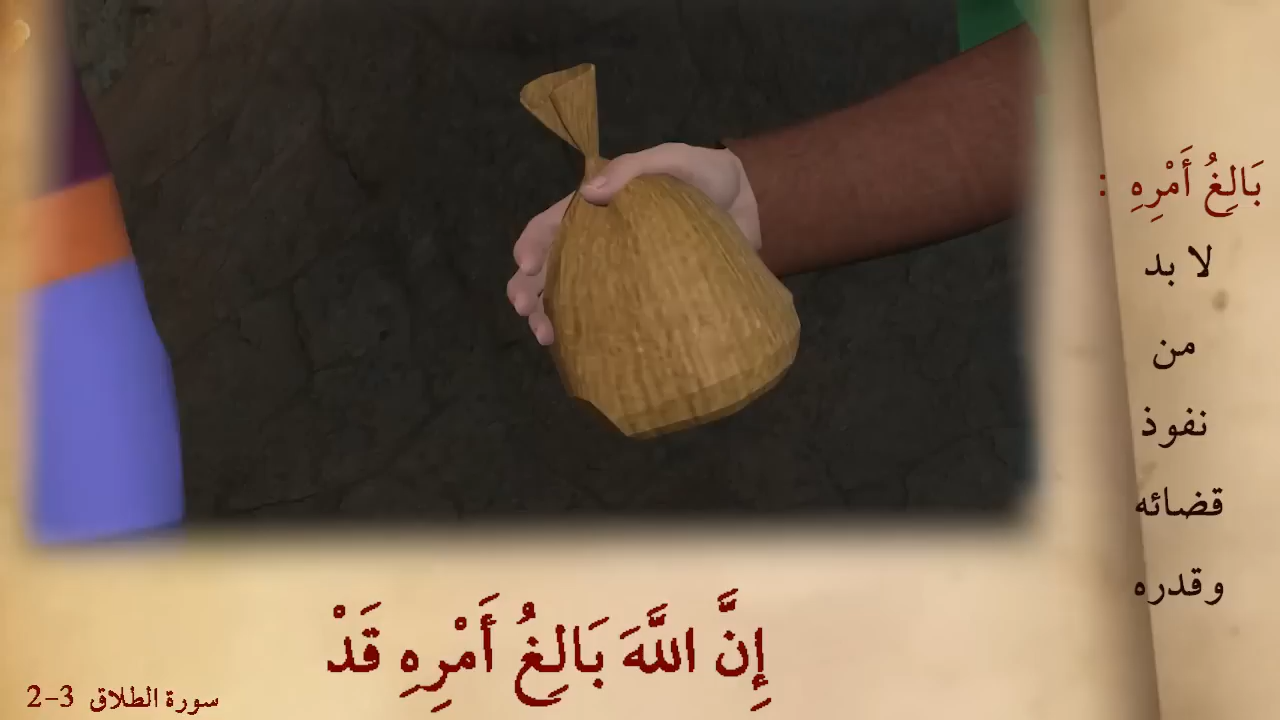 بَالِغُ أَمْرِهِ :
لا بد
من
نفوذ
قضائه
وقدره
إِنَّ اللَّهَ بَالِغُ أَمْرِهِ قَدْ
سورة الطلاق 3-2